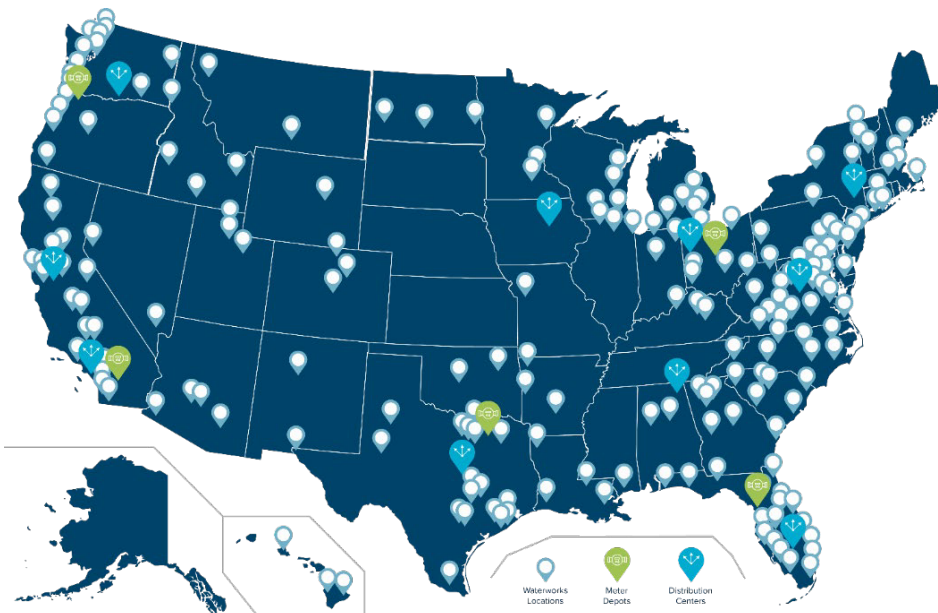 Waterworks
Locations
Meter
Depots
Distribution
Centers